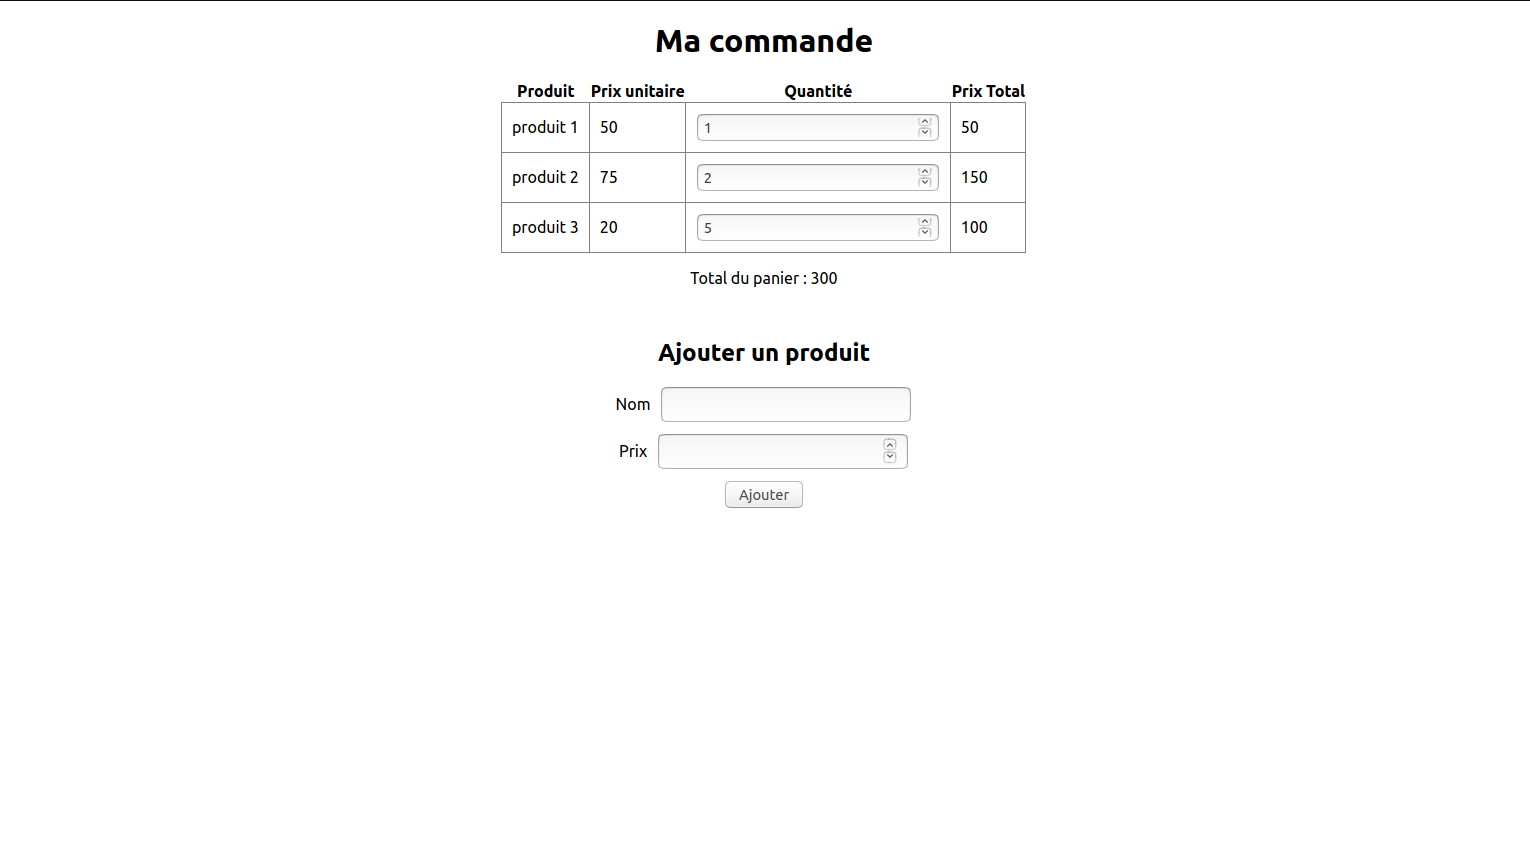 Ma commande
Produit Prix unitaire Quantité Prix Total
produit 1 50 1 50
produit 2 75 2 150
produit 3 20 5 100
Total du panier : 300
Ajouter un produit
Nom
Prix
Ajouter